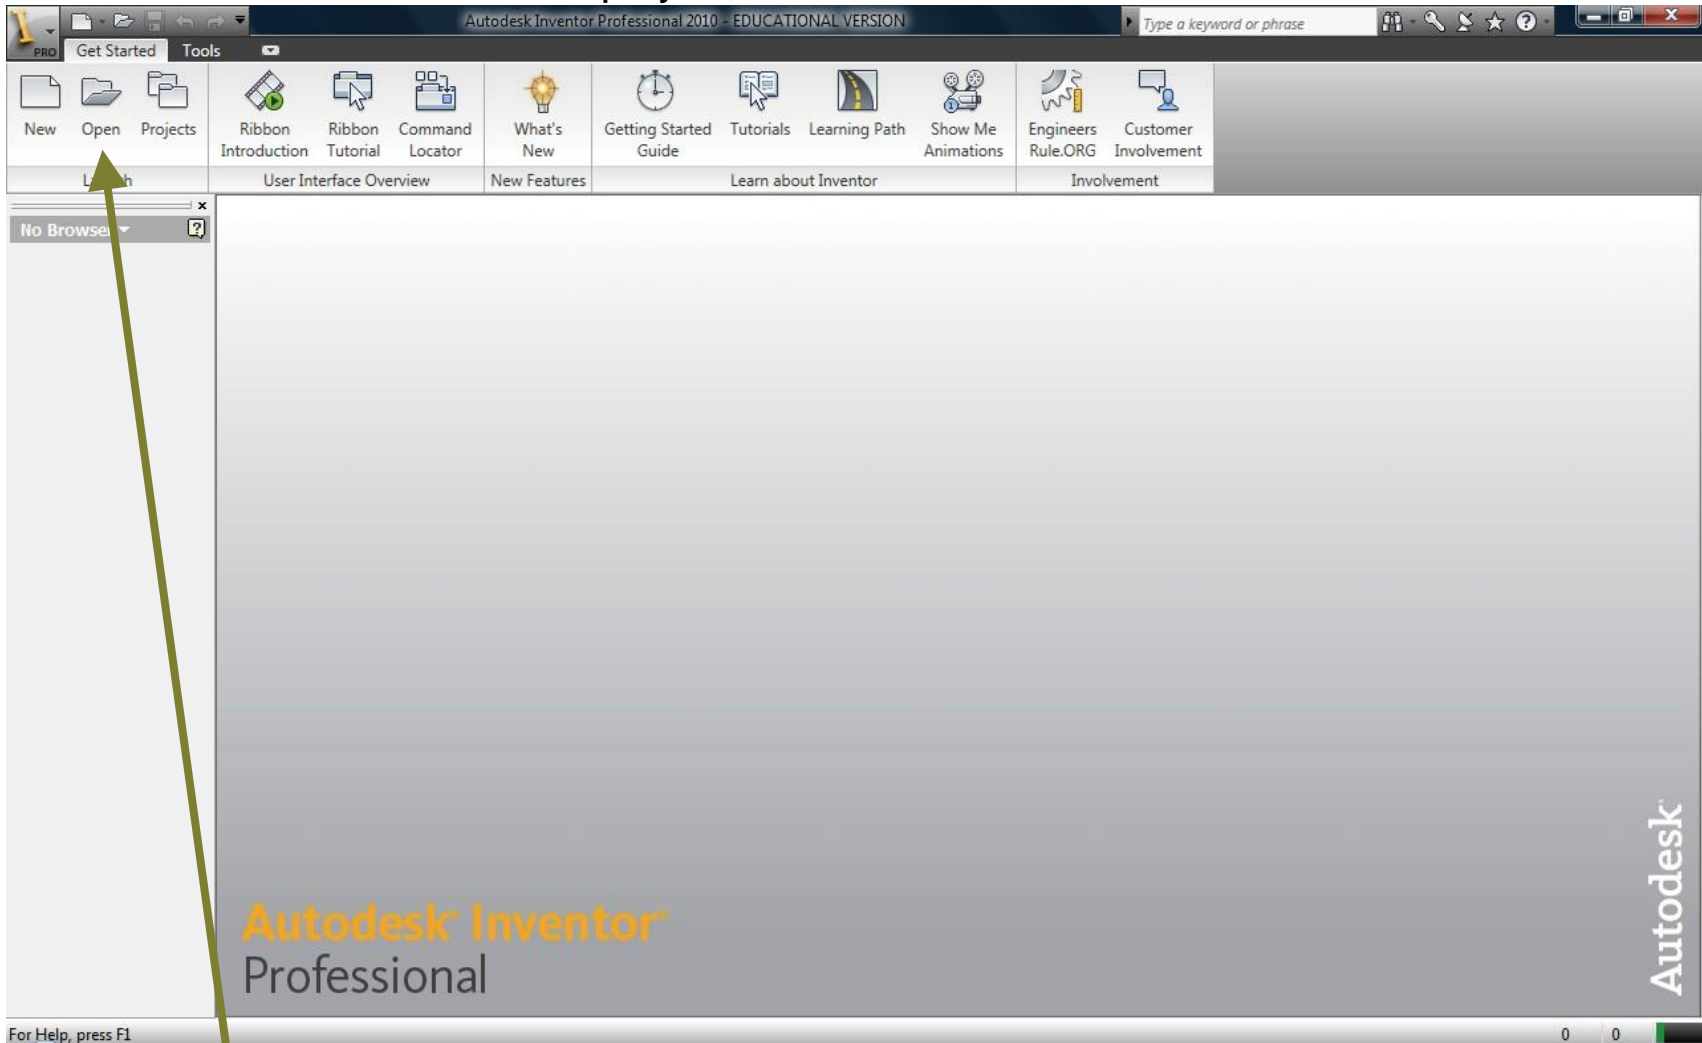 Autodesk Inventor Professional 2010 - EDUCATIONAL VERSION
Type a keyword or phrase
PRO Get Started Tools
New Open Projects
Ribbon Introduction
Ribbon Tutorial
Command Locator
What's New
Getting Started Guide
Tutorials
Learning Path
Show Me Animations
Engineers Rule.ORG
Customer Involvement
User Interface Overview
New Features
Learn about Inventor
Involvement
No Browser
Autodesk® Inventor®
Professional
Autodesk
For Help, press F1
0 0